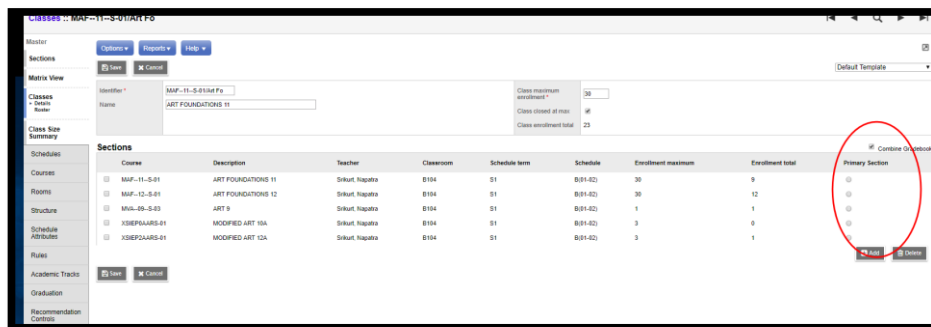 Classes :: MAF--11--S-01/Art Fo
Master
Options Reports Help
Sections
Save Cancel
Default Template
Matrix View
Identifier * MAF--11--S-01/Art Fo
Class maximum enrollment * 30
Classes
Details
Roster
Name ART FOUNDATIONS 11
Class closed at max
Class enrollment total 23
Class Size Summary
Sections
Combine Gradebook
Schedules
Course Description Teacher Classroom Schedule term Schedule Enrollment maximum Enrollment total Primary Section
Courses
MAF--11--S-01 ART FOUNDATIONS 11 Srikurt, Napatra B104 S1 B(01-02) 30 9
Rooms
MAF--12--S-01 ART FOUNDATIONS 12 Srikurt, Napatra B104 S1 B(01-02) 30 12
Structure
MVA--09--S-03 ART 9 Srikurt, Napatra B104 S1 B(01-02) 1 1
Schedule Attributes
XSIEP0AARS-01 MODIFIED ART 10A Srikurt, Napatra B104 S1 B(01-02) 3 0
XSIEP2AARS-01 MODIFIED ART 12A Srikurt, Napatra B104 S1 B(01-02) 3 1
Rules
Add Delete
Academic Tracks
Save Cancel
Graduation
Recommendation Controls